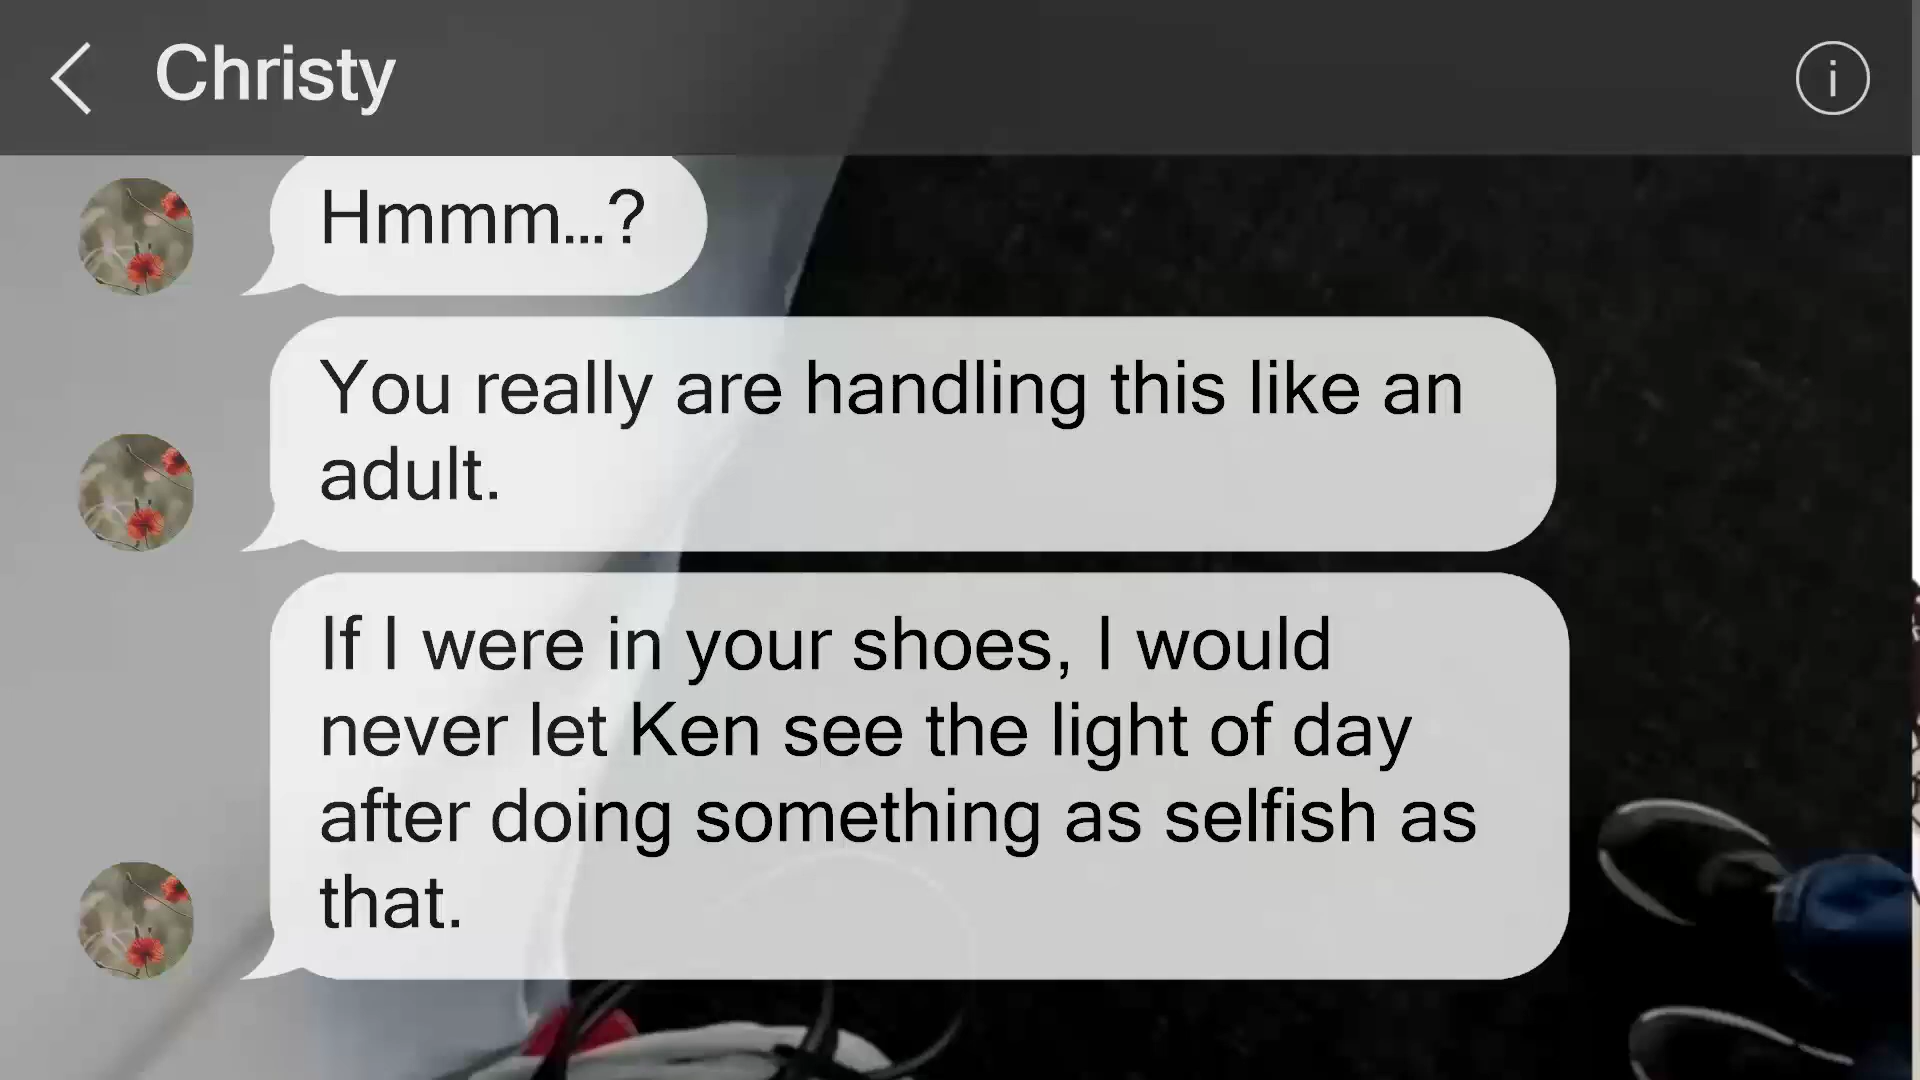 Christy
i
Hmmm...?
You really are handling this like an
adult.
If I were in your shoes, I would
never let Ken see the light of day
after doing something as selfish as
that.